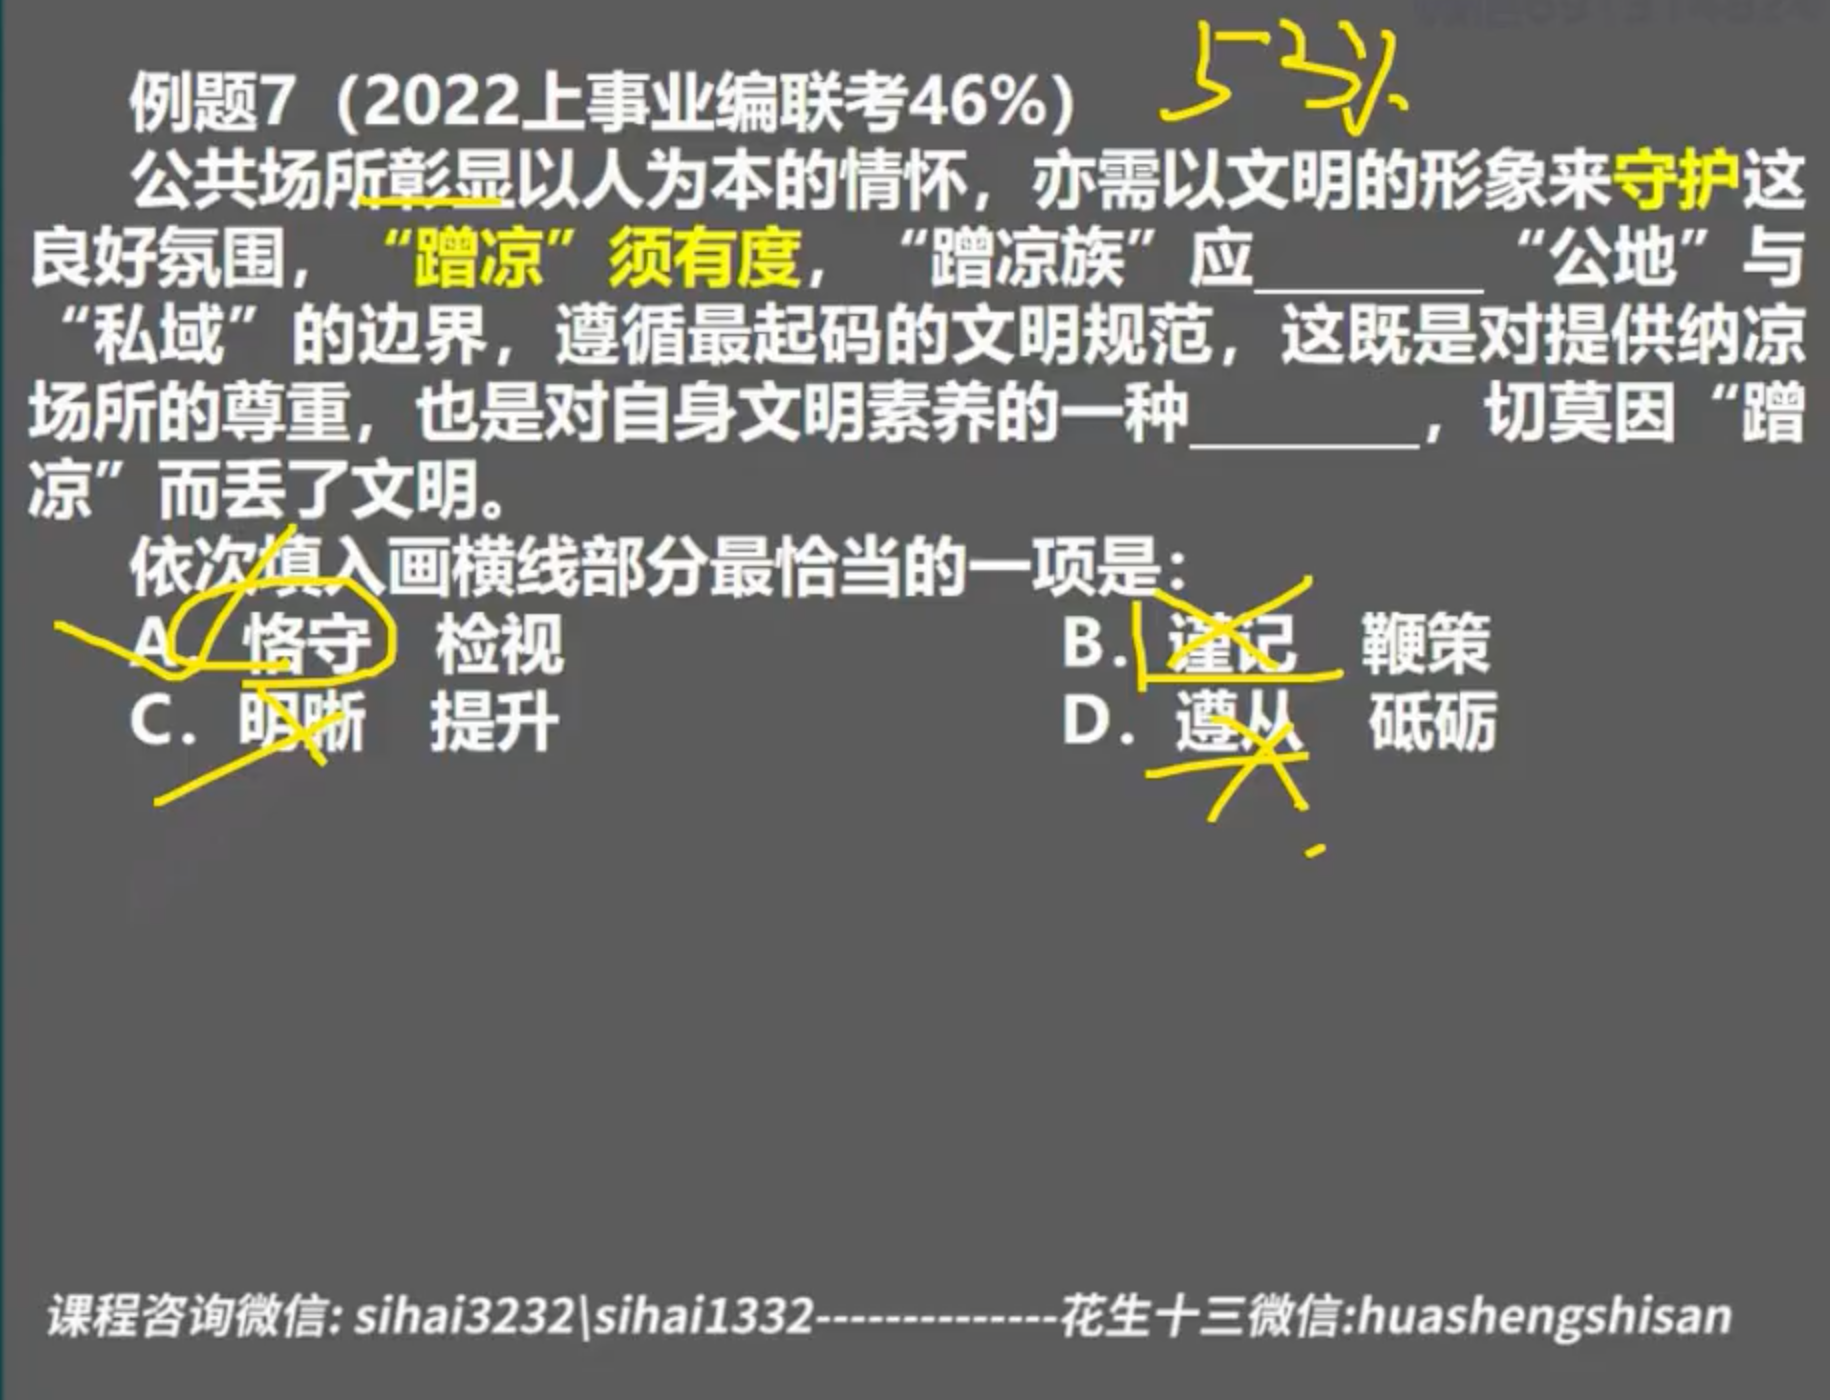 53%
例题7（2022上事业编联考46%）
公共场所彰显以人为本的情怀，亦需以文明的形象来守护这
良好氛围，“蹭凉”须有度，“蹭凉族”应________“公地”与
“私域”的边界，遵循最起码的文明规范，这既是对提供纳凉
场所的尊重，也是对自身文明素养的一种________，切莫因“蹭
凉”而丢了文明。
依次填入画横线部分最恰当的一项是：
A．恪守 检视 B．谨记 鞭策
C．明晰 提升 D．遵从 砥砺
课程咨询微信: sihai3232\sihai1332--------------花生十三微信:huashengshisan